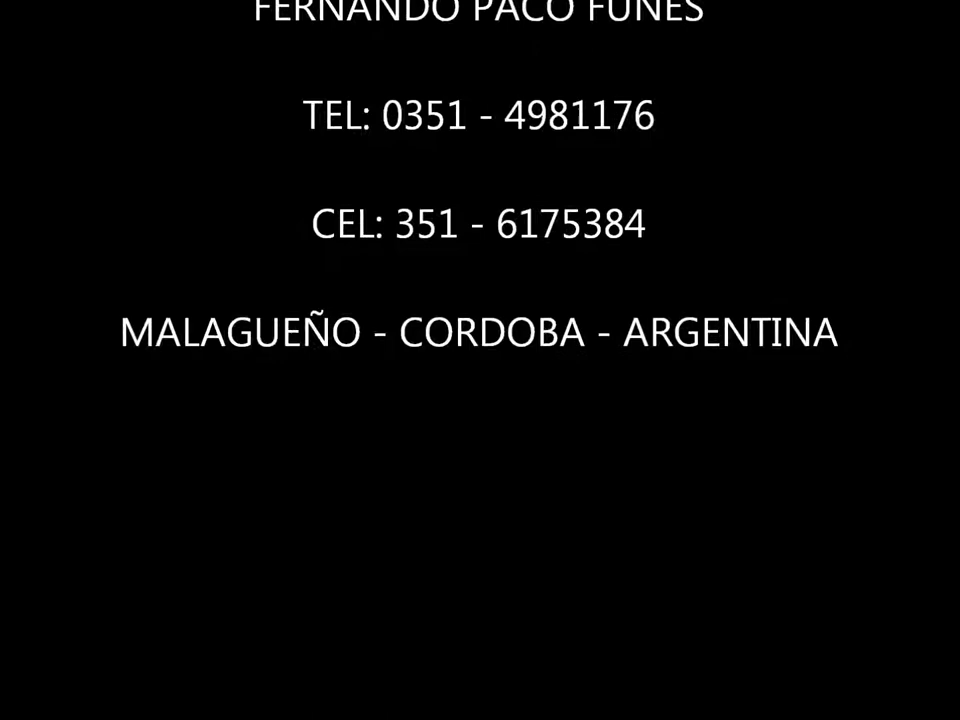 FERNANDO PACO FUNES
TEL: 0351 - 4981176
CEL: 351 - 6175384
MALAGUEÑO - CORDOBA - ARGENTINA